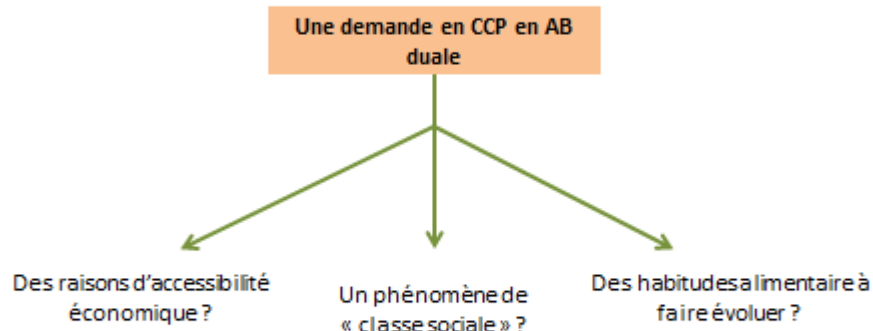 Une demande en CCP en AB
duale
Des raisons d'accessibilité
économique ?
Un phénomène de
« classe sociale » ?
Des habitudes alimentaire à
faire évoluer ?